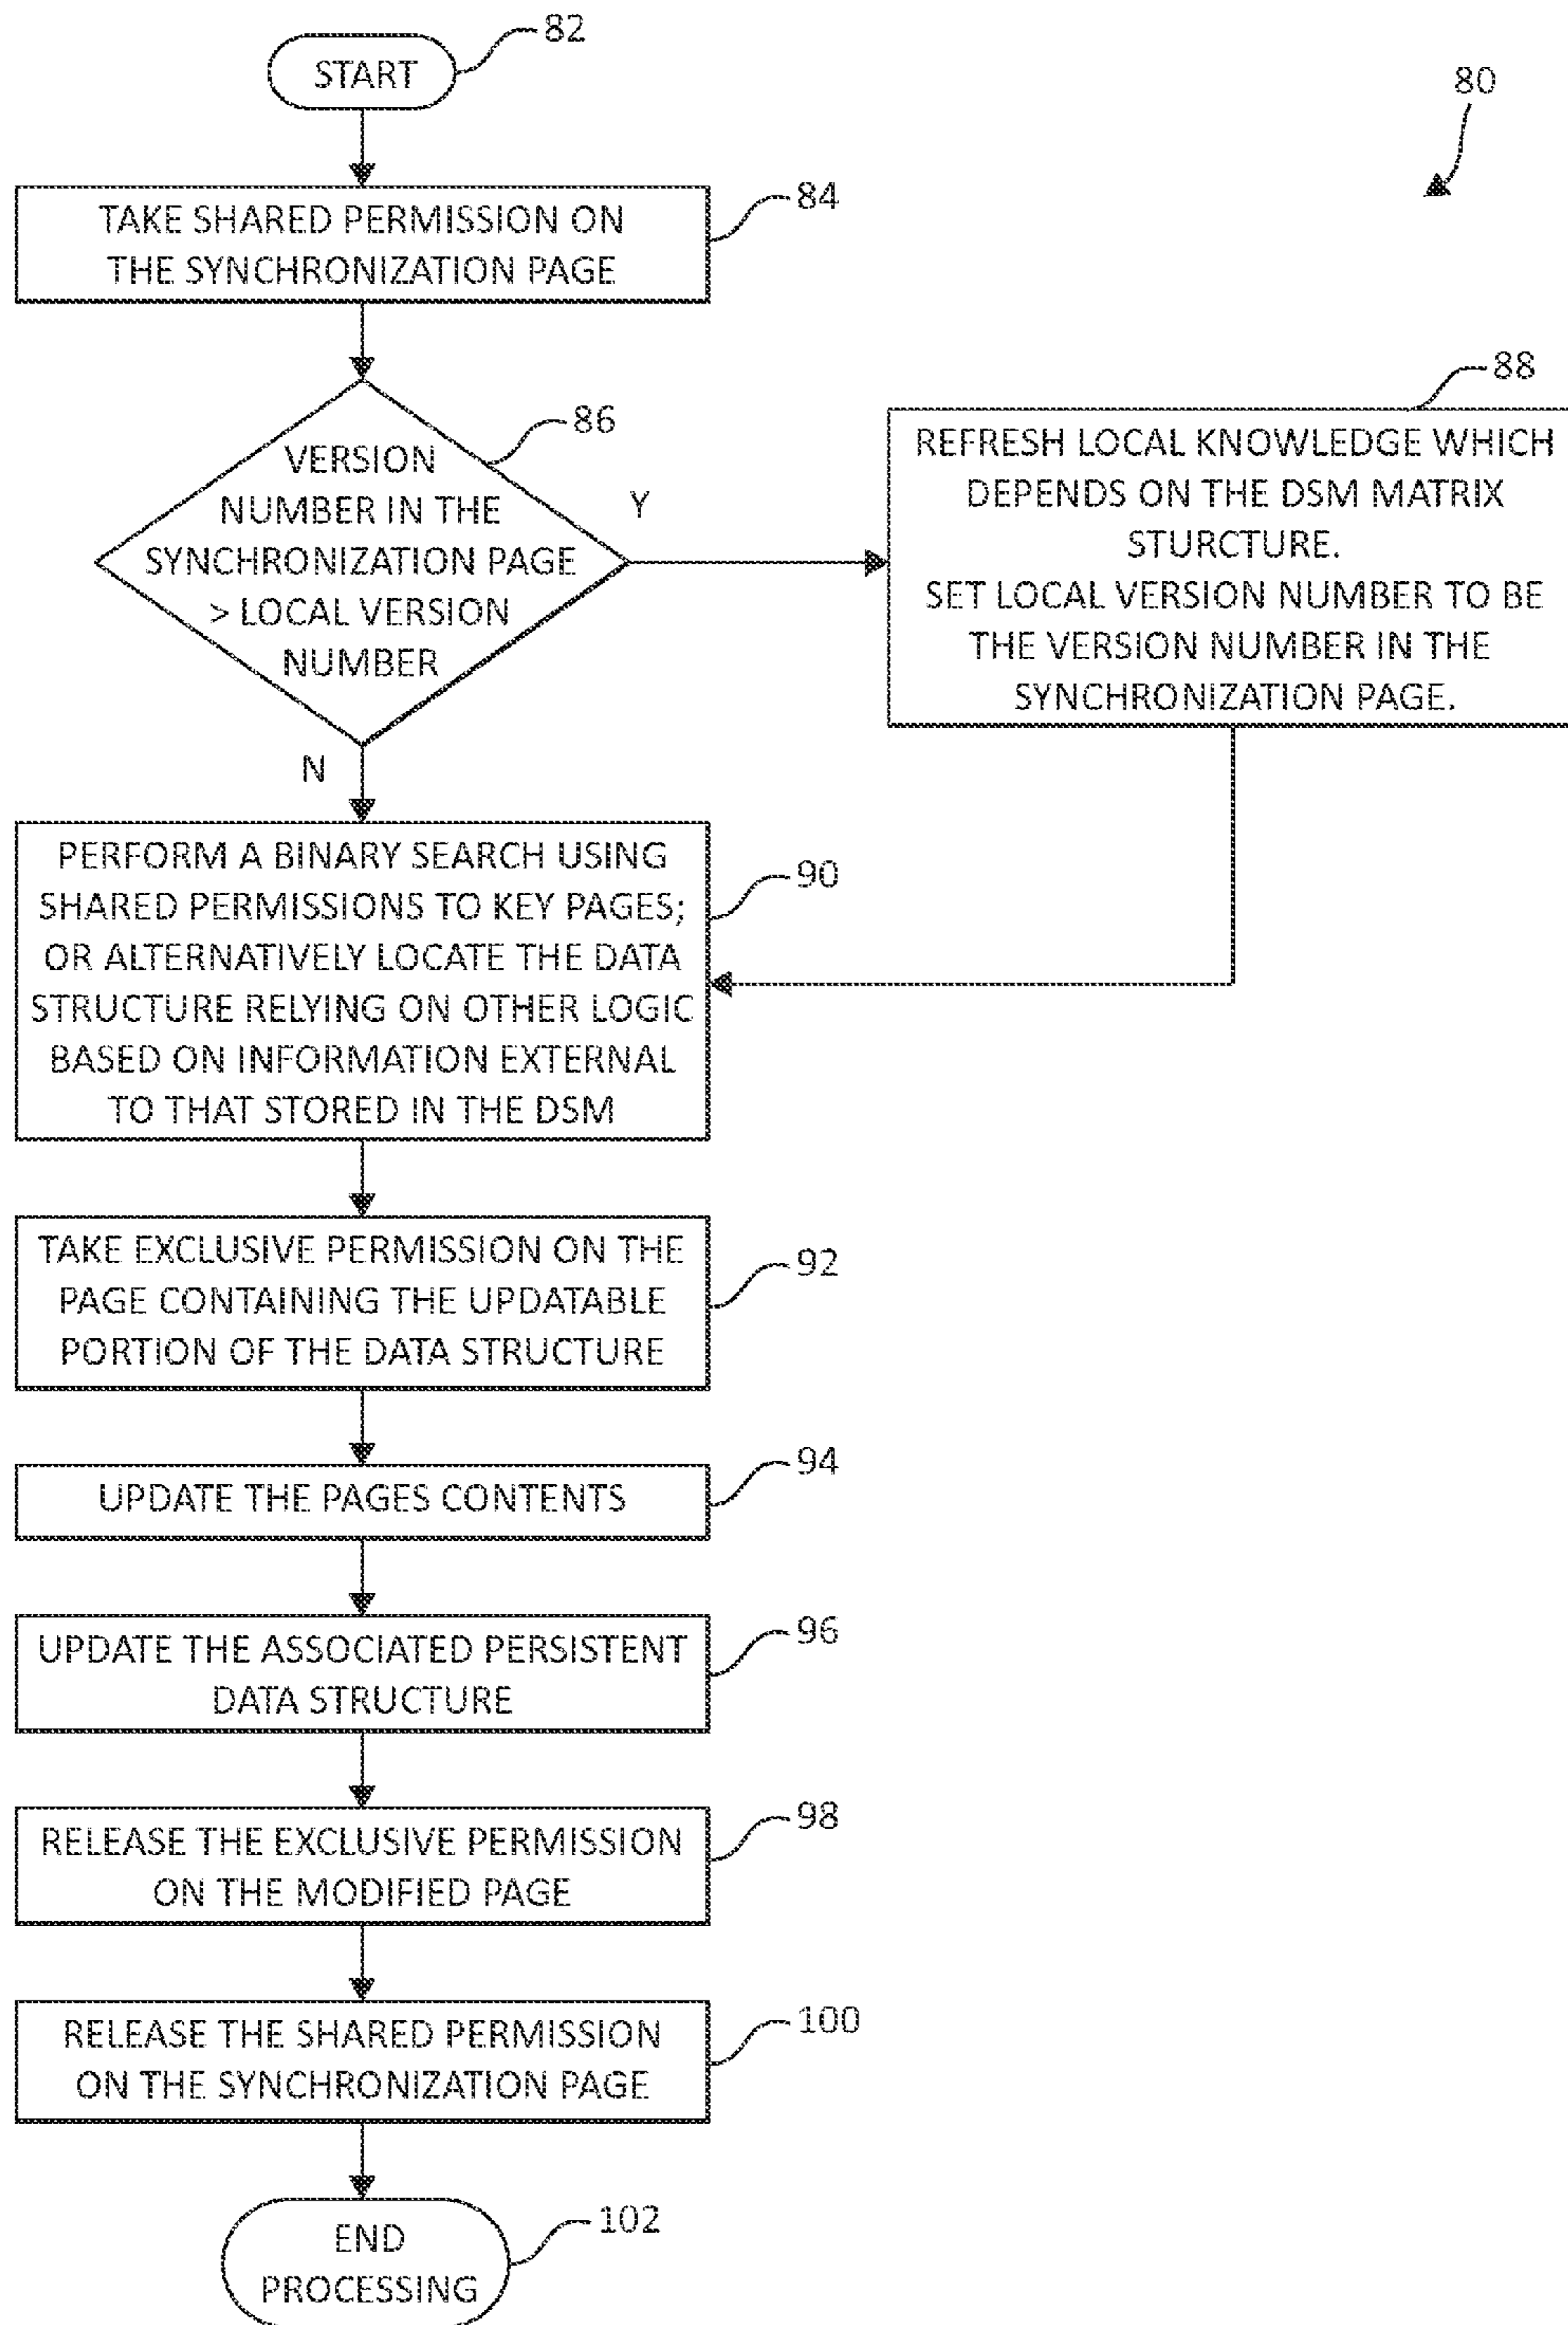 START
82
80
TAKE SHARED PERMISSION ON
THE SYNCHRONIZATION PAGE
84
VERSION
NUMBER IN THE
SYNCHRONIZATION PAGE
> LOCAL VERSION
NUMBER
86
Y
N
REFRESH LOCAL KNOWLEDGE WHICH
DEPENDS ON THE DSM MATRIX
STURCTURE.
SET LOCAL VERSION NUMBER TO BE
THE VERSION NUMBER IN THE
SYNCHRONIZATION PAGE.
88
PERFORM A BINARY SEARCH USING
SHARED PERMISSIONS TO KEY PAGES;
OR ALTERNATIVELY LOCATE THE DATA
STRUCTURE RELYING ON OTHER LOGIC
BASED ON INFORMATION EXTERNAL
TO THAT STORED IN THE DSM
90
TAKE EXCLUSIVE PERMISSION ON THE
PAGE CONTAINING THE UPDATABLE
PORTION OF THE DATA STRUCTURE
92
UPDATE THE PAGES CONTENTS
94
UPDATE THE ASSOCIATED PERSISTENT
DATA STRUCTURE
96
RELEASE THE EXCLUSIVE PERMISSION
ON THE MODIFIED PAGE
98
RELEASE THE SHARED PERMISSION
ON THE SYNCHRONIZATION PAGE
100
END
PROCESSING
102